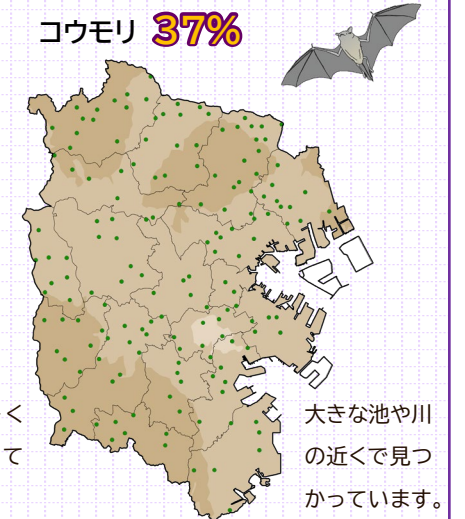 コウモリ 37%
く
て
大きな池や川
の近くで見つ
かっています。